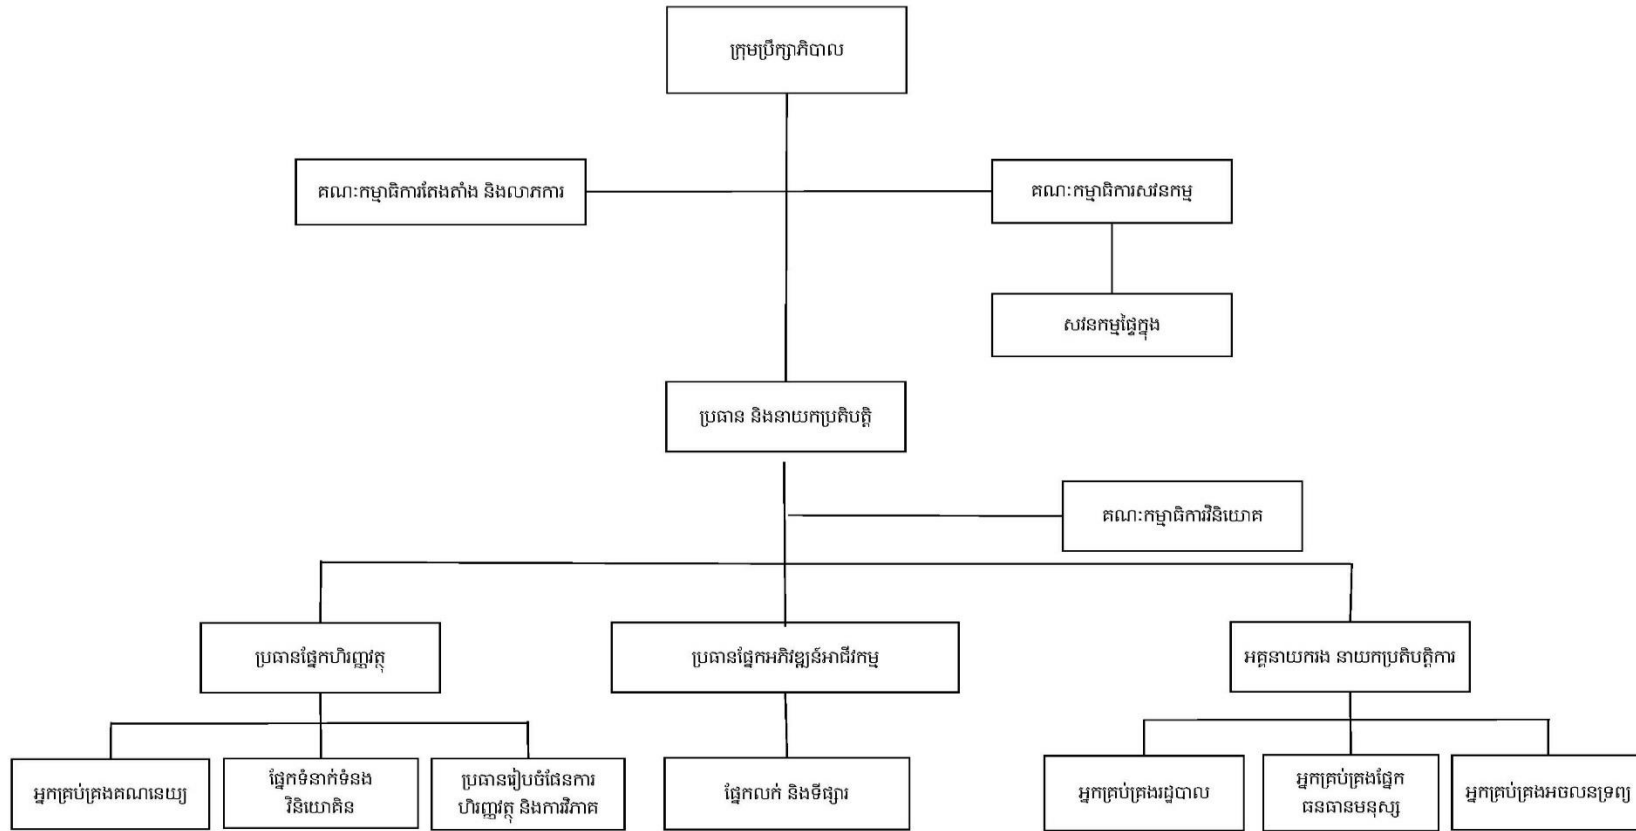 ក្រុមប្រឹក្សាភិបាល
គណៈកម្មាធិការតែងតាំង និងលាភការ
គណៈកម្មាធិការសវនកម្ម
សវនកម្មផ្ទៃក្នុង
ប្រធាន និងនាយកប្រតិបត្តិ
គណៈកម្មាធិការវិនិយោគ
ប្រធានផ្នែកហិរញ្ញវត្ថុ
ប្រធានផ្នែកអភិវឌ្ឍន៍អាជីវកម្ម
អគ្គនាយករង នាយកប្រតិបត្តិការ
អ្នកគ្រប់គ្រងគណនេយ្យ
ផ្នែកទំនាក់ទំនង
វិនិយោគិន
ប្រធានរៀបចំផែនការ
ហិរញ្ញវត្ថុ និងការវិភាគ
ផ្នែកលក់ និងទីផ្សារ
អ្នកគ្រប់គ្រងរដ្ឋបាល
អ្នកគ្រប់គ្រងផ្នែក
ធនធានមនុស្ស
អ្នកគ្រប់គ្រងអចលនទ្រព្យ